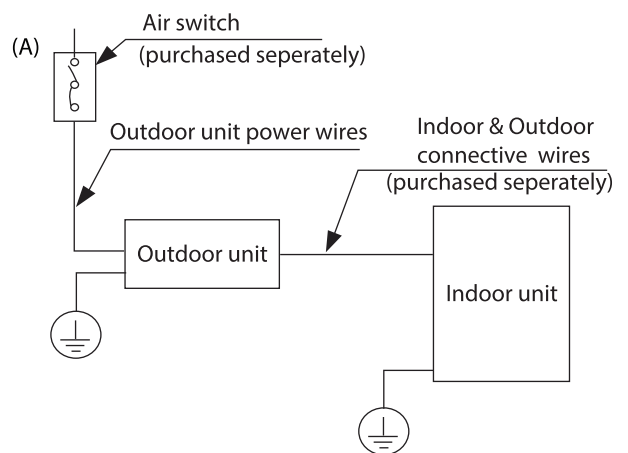 (A)
Air switch
(purchased seperately)
Outdoor unit power wires
Indoor & Outdoor
connective wires
(purchased seperately)
Outdoor unit
Indoor unit